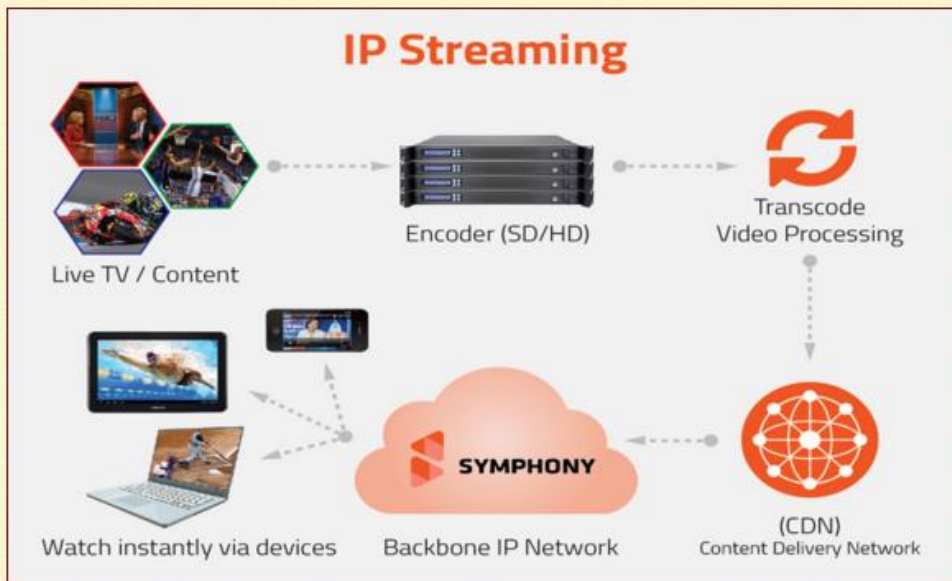 IP Streaming
Live TV / Content
Encoder (SD/HD)
Transcode
Video Processing
(CDN)
Content Delivery Network
SYMPHONY
Backbone IP Network
Watch instantly via devices